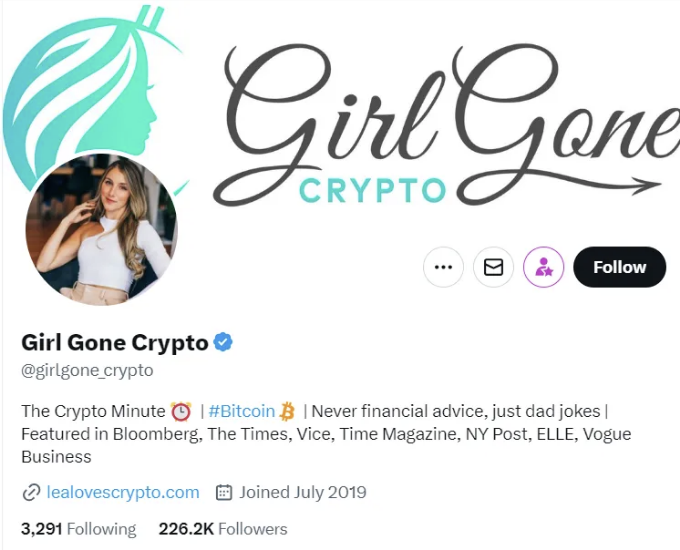 Girl Gone
CRYPTO
Follow
Girl Gone Crypto
@girlgone_crypto
The Crypto Minute ⏰ | #Bitcoin | Never financial advice, just dad jokes |
Featured in Bloomberg, The Times, Vice, Time Magazine, NY Post, ELLE, Vogue
Business
lealovescrypto.com Joined July 2019
3,291 Following 226.2K Followers